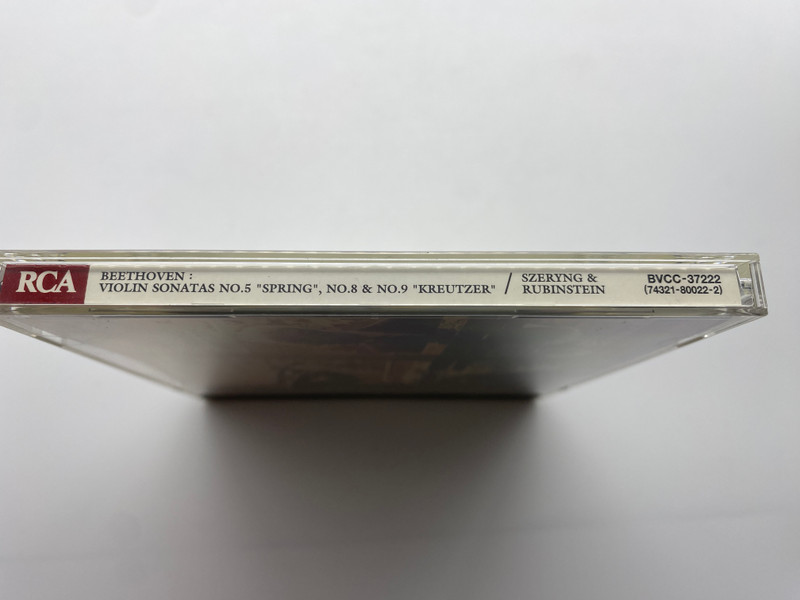 RCA
BEETHOVEN :
VIOLIN SONATAS NO.5 "SPRING", NO.8 & NO.9 "KREUTZER" /
SZERYNG &
RUBINSTEIN
BVCC-37222
(74321-80022-2)